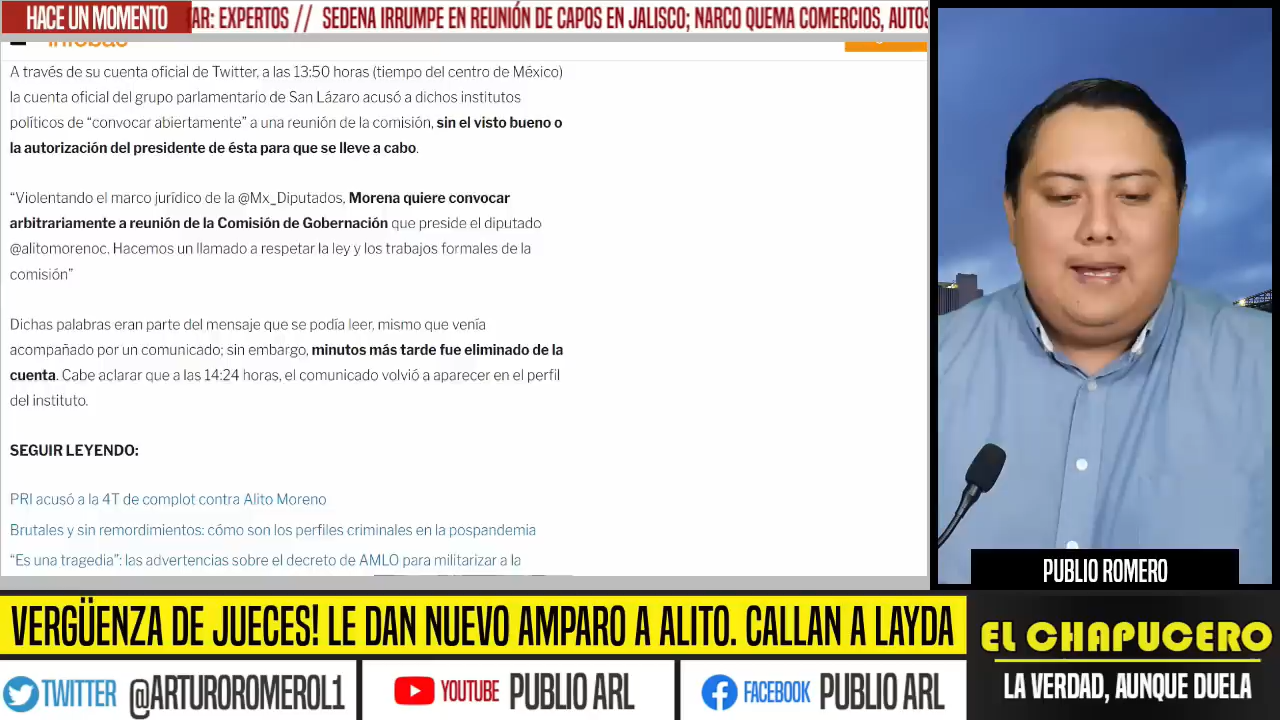 HACE UN MOMENTO
AR: EXPERTOS // SEDENA IRRUMPE EN REUNIÓN DE CAPOS EN JALISCO; NARCO QUEMA COMERCIOS, AUTOS
infobae
A través de su cuenta oficial de Twitter, a las 13:50 horas (tiempo del centro de México)
la cuenta oficial del grupo parlamentario de San Lázaro acusó a dichos institutos
políticos de “convocar abiertamente” a una reunión de la comisión, sin el visto bueno o
la autorización del presidente de ésta para que se lleve a cabo.
“Violentando el marco jurídico de la @Mx_Diputados, Morena quiere convocar
arbitrariamente a reunión de la Comisión de Gobernación que preside el diputado
@alitomorenoc. Hacemos un llamado a respetar la ley y los trabajos formales de la
comisión”
Dichas palabras eran parte del mensaje que se podía leer, mismo que venía
acompañado por un comunicado; sin embargo, minutos más tarde fue eliminado de la
cuenta. Cabe aclarar que a las 14:24 horas, el comunicado volvió a aparecer en el perfil
del instituto.
SEGUIR LEYENDO:
PRI acusó a la 4T de complot contra Alito Moreno
Brutales y sin remordimientos: cómo son los perfiles criminales en la pospandemia
“Es una tragedia”: las advertencias sobre el decreto de AMLO para militarizar a la
PUBLIO ROMERO
VERGÜENZA DE JUECES! LE DAN NUEVO AMPARO A ALITO. CALLAN A LAYDA
EL CHAPUCERO
LA VERDAD, AUNQUE DUELA
TWITTER @ARTUROROMEROL1
YOUTUBE PUBLIO ARL
FACEBOOK PUBLIO ARL